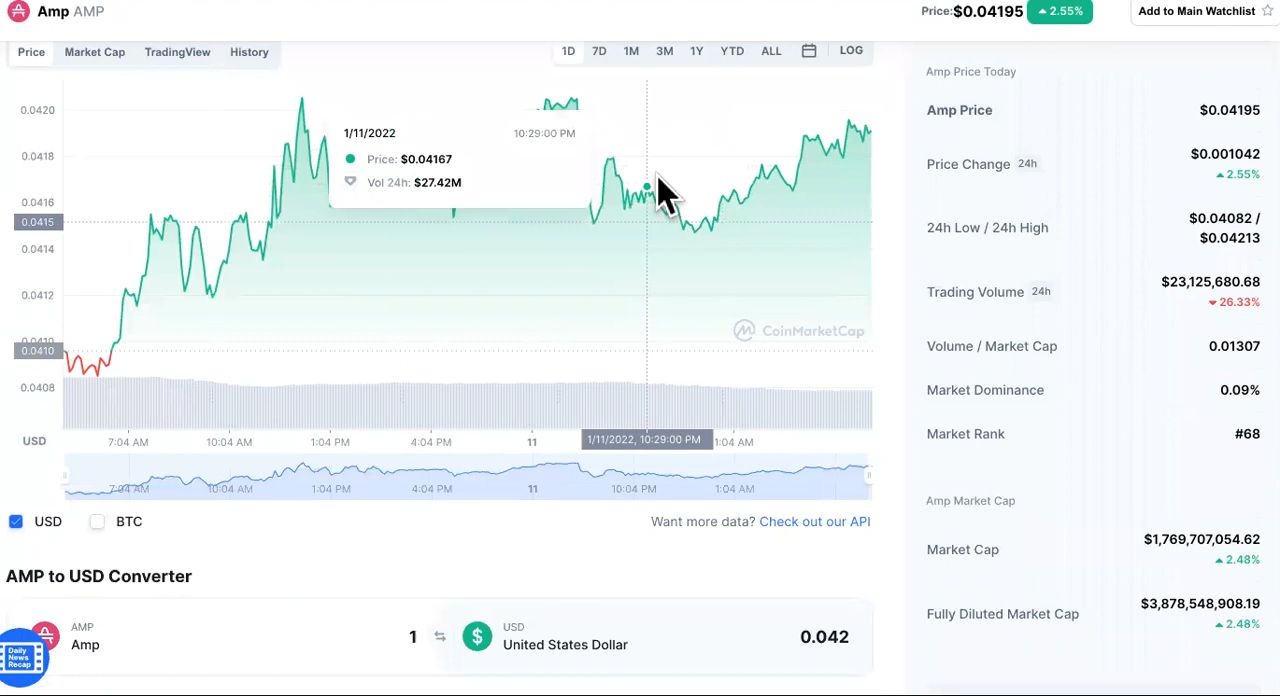 Amp AMP
Price:$0.04195 2.55% Add to Main Watchlist
Price Market Cap TradingView History
1D 7D 1M 3M 1Y YTD ALL LOG
0.0420
0.0418
0.0416
0.0415
0.0414
0.0412
0.0410
0.0410
0.0408
1/11/2022 10:29:00 PM
Price: $0.04167
Vol 24h: $27.42M
CoinMarketCap
USD 7:04 AM 10:04 AM 1:04 PM 4:04 PM 11 1/11/2022, 10:29:00 PM 1:04 AM
7:04 AM 10:04 AM 1:04 PM 4:04 PM 11 10:04 PM 1:04 AM
USD BTC
Want more data? Check out our API
AMP to USD Converter
AMP
Amp
1
USD
United States Dollar
0.042
Daily
News
Recap
Amp Price Today
Amp Price $0.04195
Price Change 24h $0.001042
2.55%
24h Low / 24h High $0.04082 /
$0.04213
Trading Volume 24h $23,125,680.68
26.33%
Volume / Market Cap 0.01307
Market Dominance 0.09%
Market Rank #68
Amp Market Cap
Market Cap $1,769,707,054.62
2.48%
Fully Diluted Market Cap $3,878,548,908.19
2.48%